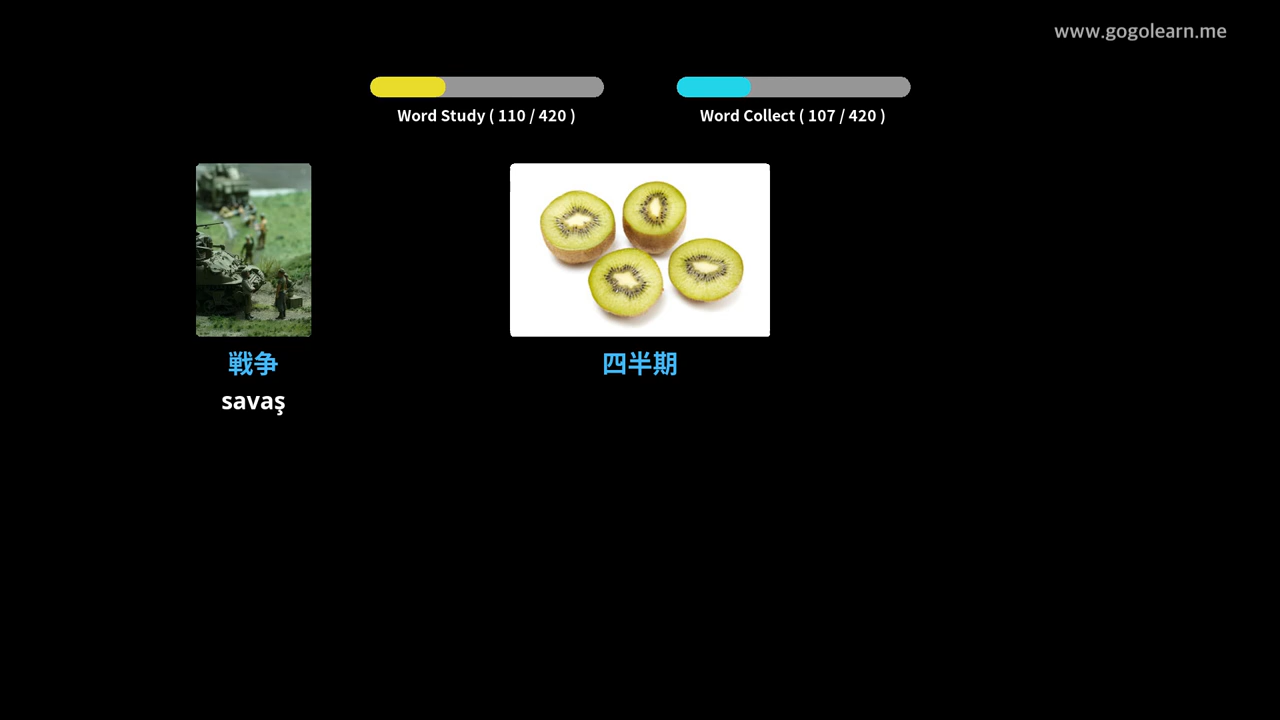 www.gogolearn.me
Word Study ( 110 / 420 )
Word Collect ( 107 / 420 )
戦争
savaş
四半期